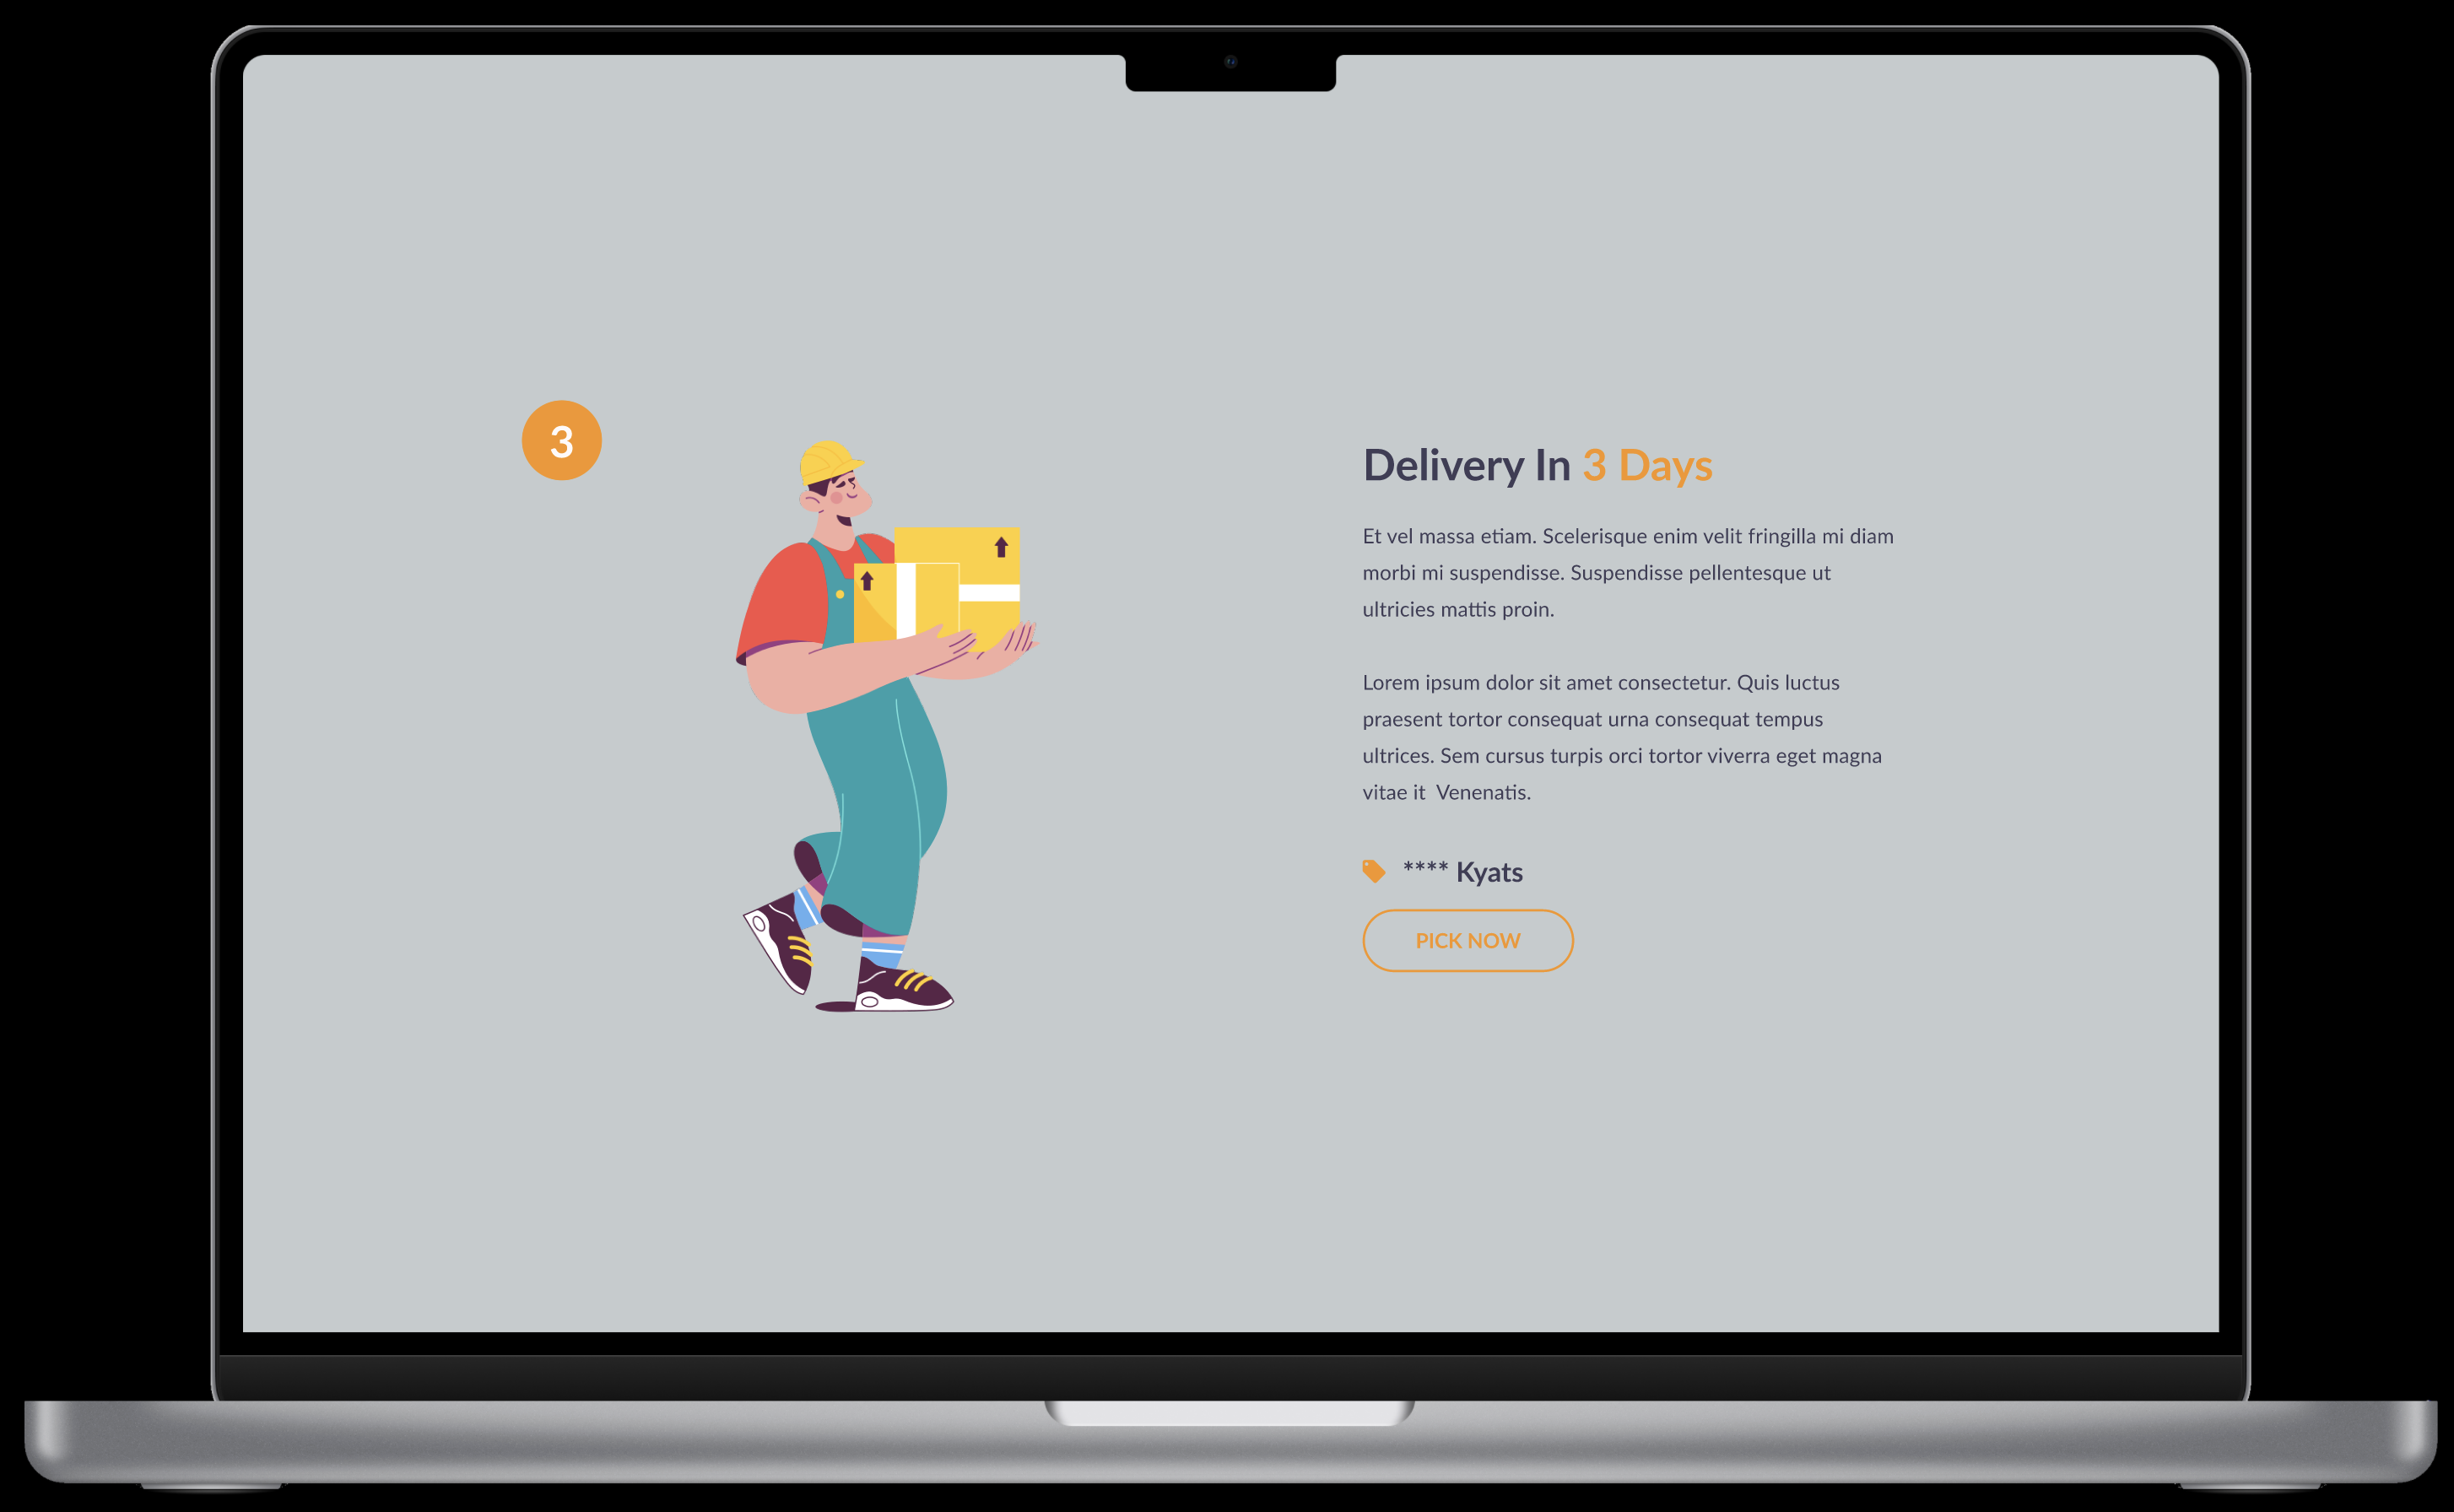 3
Delivery In 3 Days
Et vel massa etiam. Scelerisque enim velit fringilla mi diam
morbi mi suspendisse. Suspendisse pellentesque ut
ultricies mattis proin.
Lorem ipsum dolor sit amet consectetur. Quis luctus
praesent tortor consequat urna consequat tempus
ultrices. Sem cursus turpis orci tortor viverra eget magna
vitae it  Venenatis.
**** Kyats
PICK NOW